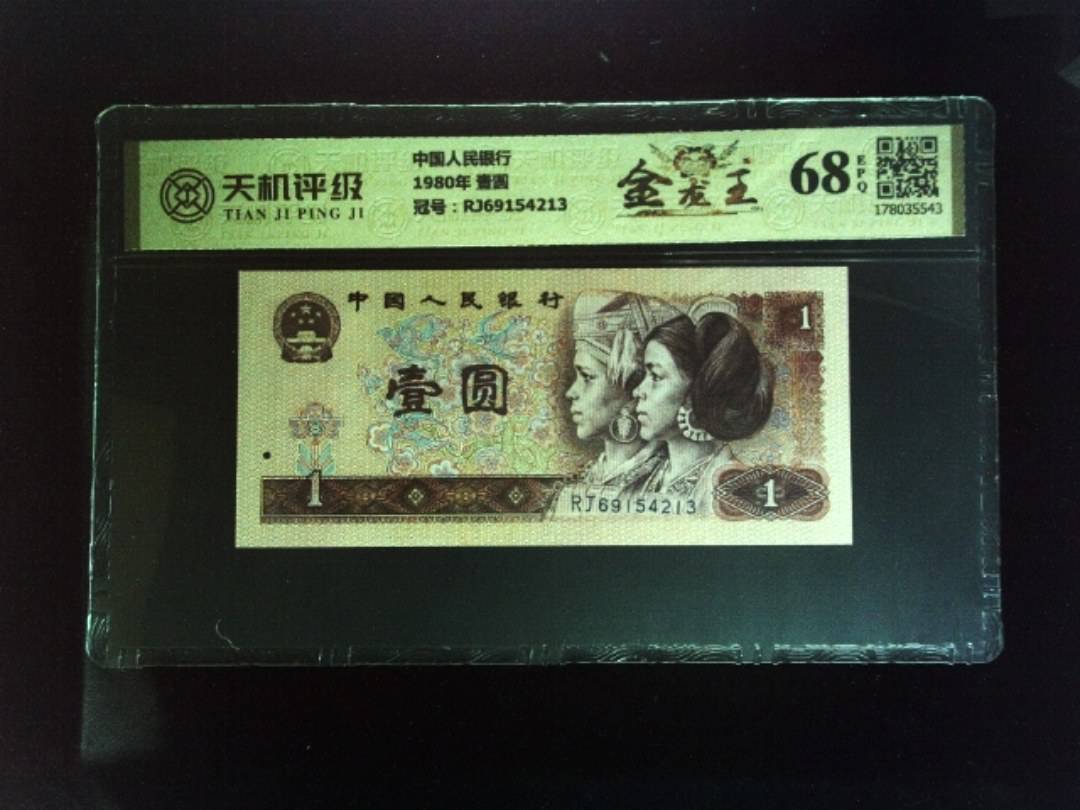 天机评级
TIAN JI PING JI
中国人民银行
1980年 壹圆
冠号:RJ69154213
金龙王
68
EPQ
178035543
中国人民银行
1
壹圆
1
RJ69154213
1